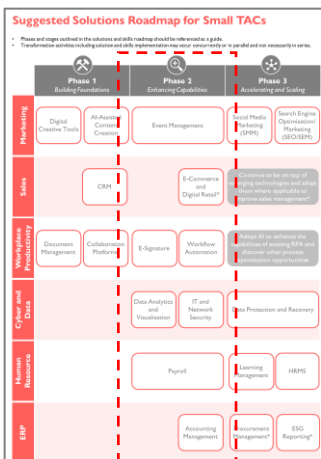 Suggested Solutions Roadmap for Small TACs
• Phases and stages outlined in the solutions and skills roadmap should be referenced as a guide.
• Transformation activities including solution and skills implementation may occur concurrently or in parallel and not necessarily in series.
Phase 1
Building Foundations
Phase 2
Enhancing Capabilities
Phase 3
Accelerating and Scaling
Marketing
Digital
Creative Tools
AI-Assisted
Content
Creation
Event Management
Social Media
Marketing
(SMM)
Search Engine
Optimisation/
Marketing
(SEO/SEM)
Sales
CRM
E-Commerce
and
Digital Retail*
Continue to be on top of
emerging technologies and adopt
them where applicable to
improve sales management*
Workplace
Productivity
Document
Management
Collaboration
Platforms
E-Signature
Workflow
Automation
Adopt AI to enhance the
capabilities of existing RPA and
discover other process
optimisation opportunities
Cyber and
Data
Data Analytics
and
Visualisation
IT and
Network
Security
Data Protection and Recovery
Human
Resource
Payroll
Learning
Management
HRMS
ERP
Accounting
Management
Procurement
Management*
ESG
Reporting*